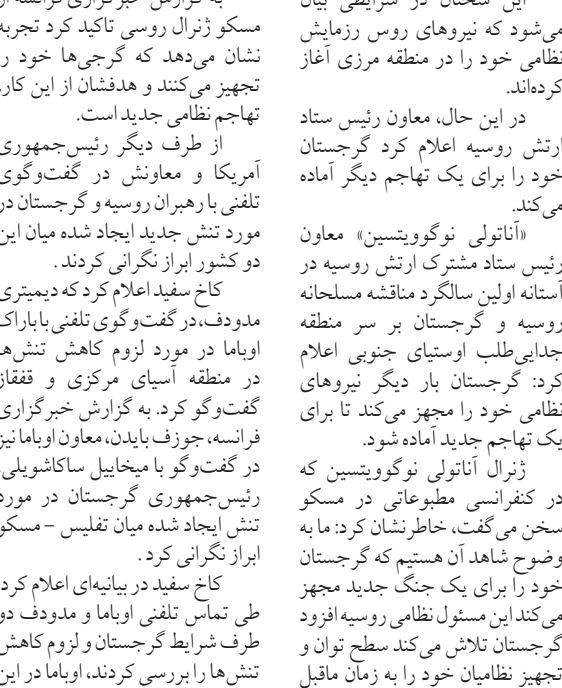 این سخنان در شرایطی بیان
می‌شود که نیروهای روس رزمایش
نظامی خود را در منطقه مرزی آغاز
کرده‌اند.
در این حال، معاون رئیس ستاد
ارتش روسیه اعلام کرد گرجستان
خود را برای یک تهاجم دیگر آماده
می‌کند.
«آناتولی نوگوویتسین» معاون
رئیس ستاد مشترک ارتش روسیه در
آستانه اولین سالگرد مناقشه مسلحانه
روسیه و گرجستان بر سر منطقه
جدایی‌طلب اوستیای جنوبی اعلام
کرد: گرجستان بار دیگر نیروهای
نظامی خود را مجهز می‌کند تا برای
یک تهاجم جدید آماده شود.
ژنرال آناتولی نوگوویتسین که
در کنفرانسی مطبوعاتی در مسکو
سخن می‌گفت، خاطرنشان کرد: ما به
وضوح شاهد آن هستیم که گرجستان
خود را برای یک جنگ جدید مجهز
می‌کند این مسئول نظامی روسیه افزود
گرجستان تلاش می‌کند سطح توان و
تجهیز نظامیان خود را به زمان ماقبل
به گزارش خبرگزاری فرانسه از
مسکو ژنرال روسی تاکید کرد تجربه
نشان می‌دهد که گرجی‌ها خود را
تجهیز می‌کنند و هدفشان از این کار،
تهاجم نظامی جدید است.
از طرف دیگر رئیس‌جمهوری
آمریکا و معاونش در گفت‌وگوی
تلفنی با رهبران روسیه و گرجستان در
مورد تنش جدید ایجاد شده میان این
دو کشور ابراز نگرانی کردند .
کاخ سفید اعلام کرد که دیمیتری
مدودف، در گفت‌وگوی تلفنی با باراک
اوباما در مورد لزوم کاهش تنش‌ها
در منطقه آسیای مرکزی و قفقاز
گفت‌وگو کرد. به گزارش خبرگزاری
فرانسه، جوزف بایدن، معاون اوباما نیز
در گفت‌وگو با میخاییل ساکاشویلی،
رئیس‌جمهوری گرجستان در مورد
تنش ایجاد شده میان تفلیس – مسکو
ابراز نگرانی کرد .
کاخ سفید در بیانیه‌ای اعلام کرد:
طی تماس تلفنی اوباما و مدودف دو
طرف شرایط گرجستان و لزوم کاهش
تنش‌ها را بررسی کردند، اوباما در این